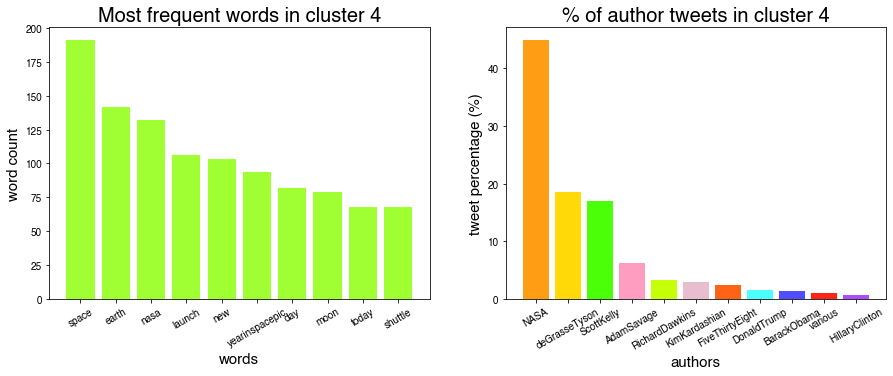 Most frequent words in cluster 4
word count
200
175
150
125
100
75
50
25
0
space
earth
nasa
launch
new
yearinspacepic
day
moon
today
shuttle
words
% of author tweets in cluster 4
tweet percentage (%)
40
30
20
10
0
NASA
deGrasseTyson
ScottKelly
AdamSavage
RichardDawkins
KimKardashian
FiveThirtyEight
DonaldTrump
BarackObama
various
HillaryClinton
authors